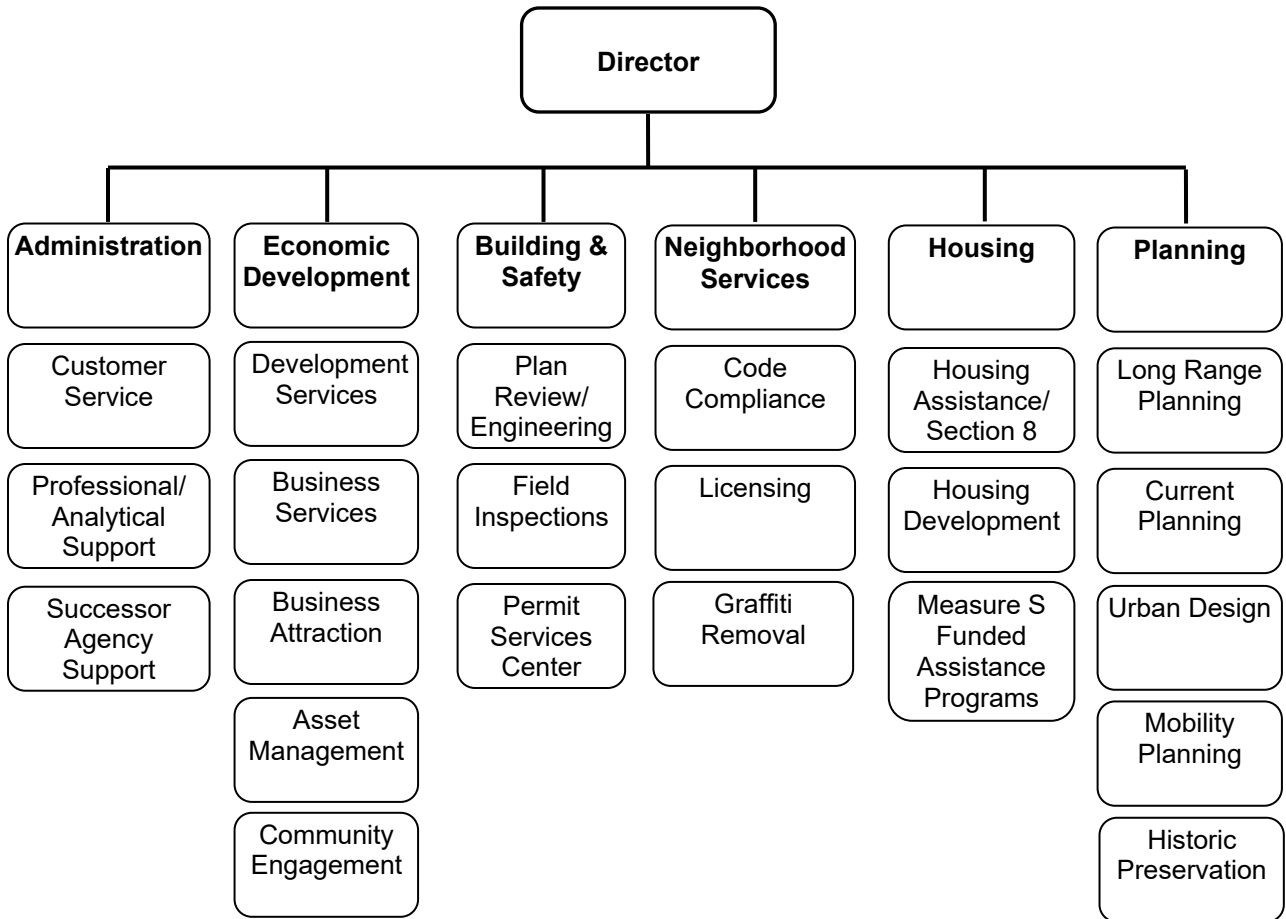 Director
Administration
Customer
Service
Professional/
Analytical
Support
Successor
Agency
Support
Economic
Development
Development
Services
Business
Services
Business
Attraction
Asset
Management
Community
Engagement
Building &
Safety
Plan
Review/
Engineering
Field
Inspections
Permit
Services
Center
Neighborhood
Services
Code
Compliance
Licensing
Graffiti
Removal
Housing
Housing
Assistance/
Section 8
Housing
Development
Measure S
Funded
Assistance
Programs
Planning
Long Range
Planning
Current
Planning
Urban Design
Mobility
Planning
Historic
Preservation